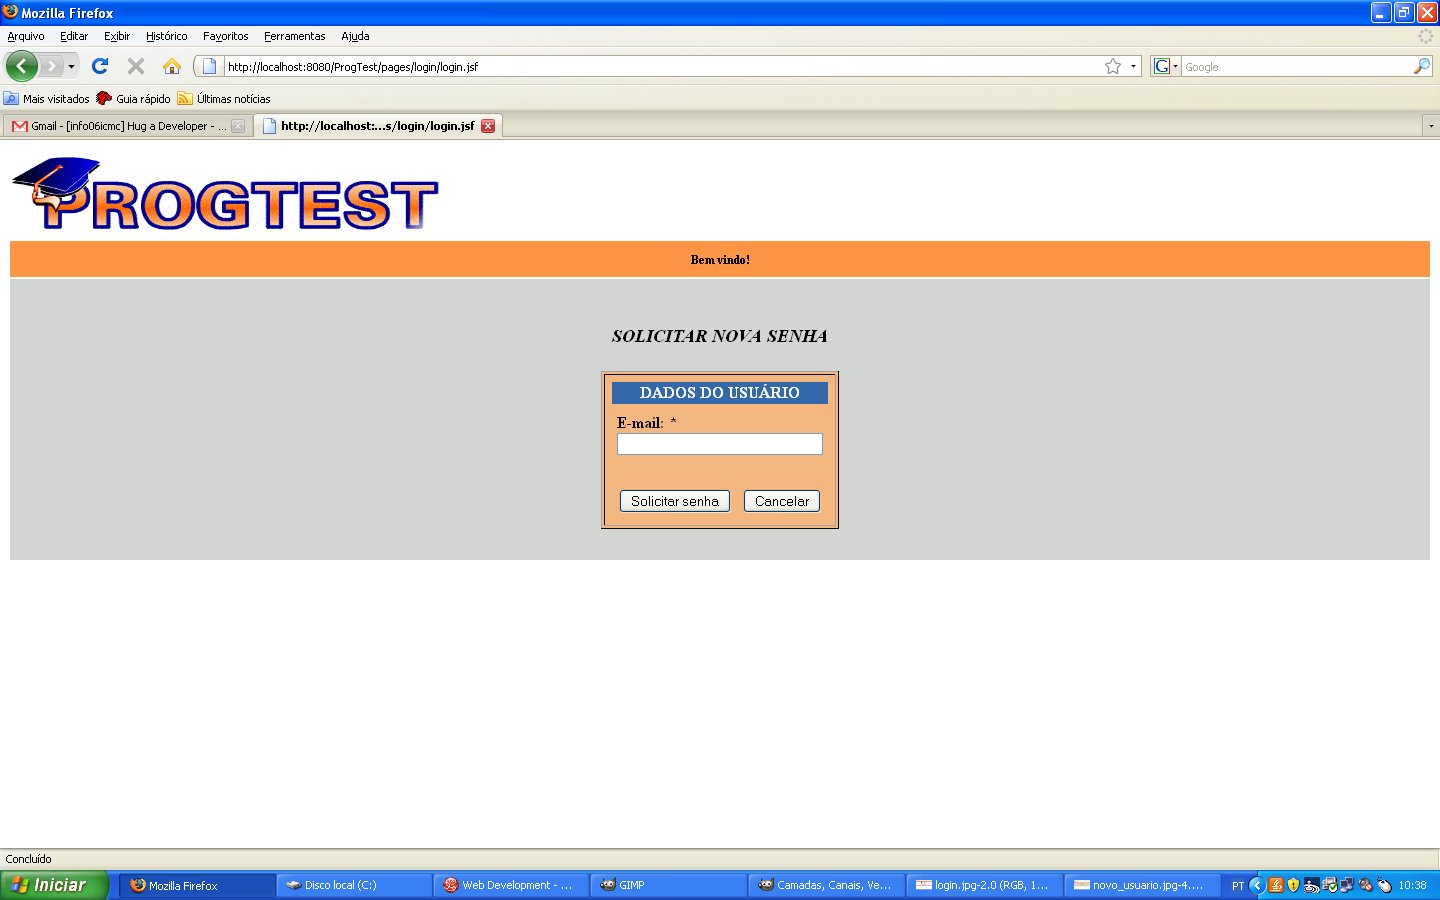 Mozilla Firefox
Arquivo Editar Exibir Histórico Favoritos Ferramentas Ajuda
http://localhost:8080/ProgTest/pages/login/login.jsf
G Google
Mais visitados Guia rápido Últimas notícias
Gmail - [info06icmc] Hug a Developer - ... http://localhost:...s/login/login.jsf
PROGTEST
Bem vindo!
SOLICITAR NOVA SENHA
DADOS DO USUÁRIO
E-mail: *
Solicitar senha Cancelar
Concluído
Iniciar Mozilla Firefox Disco local (C:) Web Development - ... GIMP Camadas, Canais, Ve... login.jpg-2.0 (RGB, 1... novo_usuario.jpg-4.... PT 10:38